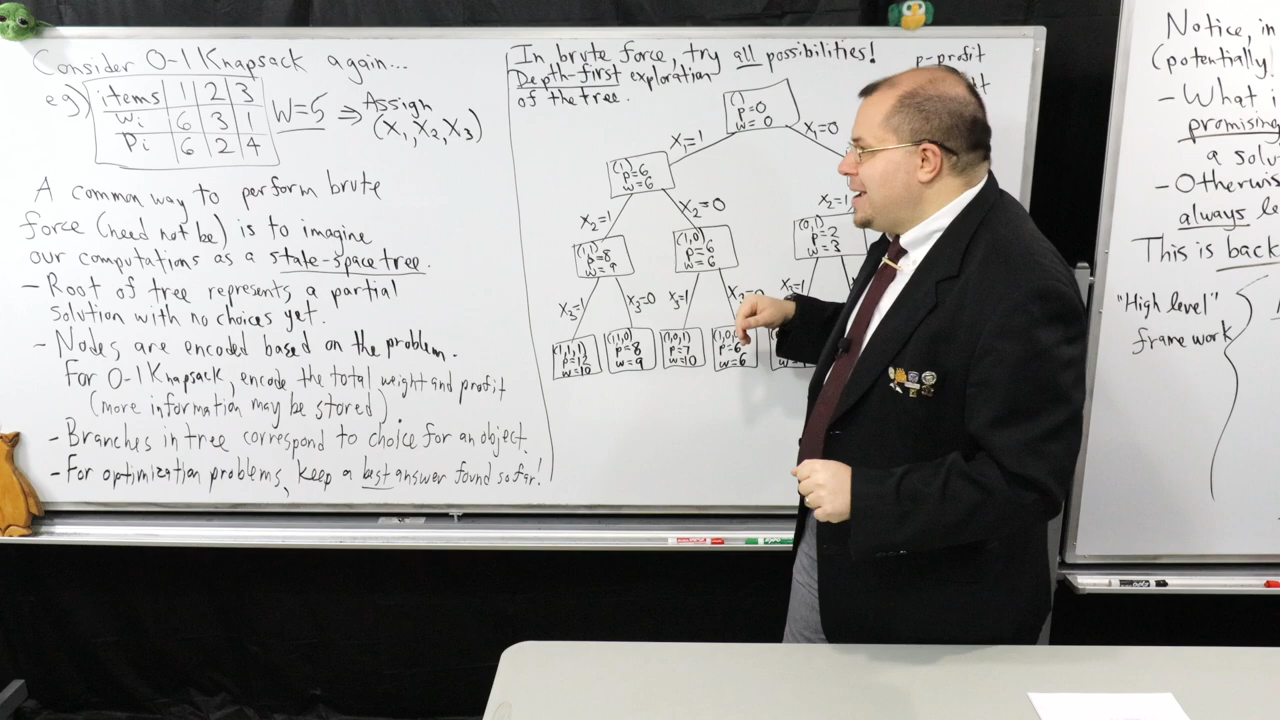 Consider 0-1 Knapsack again...
eg) items 1 2 3
wi 6 3 1
Pi 6 2 4
W=5 ⇒ Assign
(X₁,X₂,X₃)
A common way to perform brute
force (need not be) is to imagine
our computations as a state-space tree.
- Root of tree represents a partial
solution with no choices yet.
- Nodes are encoded based on the problem.
For 0-1 Knapsack, encode the total weight and profit
(more information may be stored)
- Branches in tree correspond to choice for an object.
- For optimization problems, keep a best answer found so far!
In brute force, try all possibilities!
Depth-first exploration
of the tree.
p-profit
()
p=0
w=0
X₁=1
X₁=0
(1)
p=6
w=6
X₂=1
X₂=0
X₂=1
(1,1)
p=8
w=9
(1,0)
p=6
w=6
(0,1)
p=2
w=3
X₃=1
X₃=0
X₃=1
X₃=1
(1,1,1)
p=12
w=10
(1,1,0)
p=8
w=9
(1,0,1)
w=10
(1,0,0)
p=6
w=6
Notice, in
(potentially!
- What i
promising
a solu
- Otherwis
always le
This is back
"High level"
framework